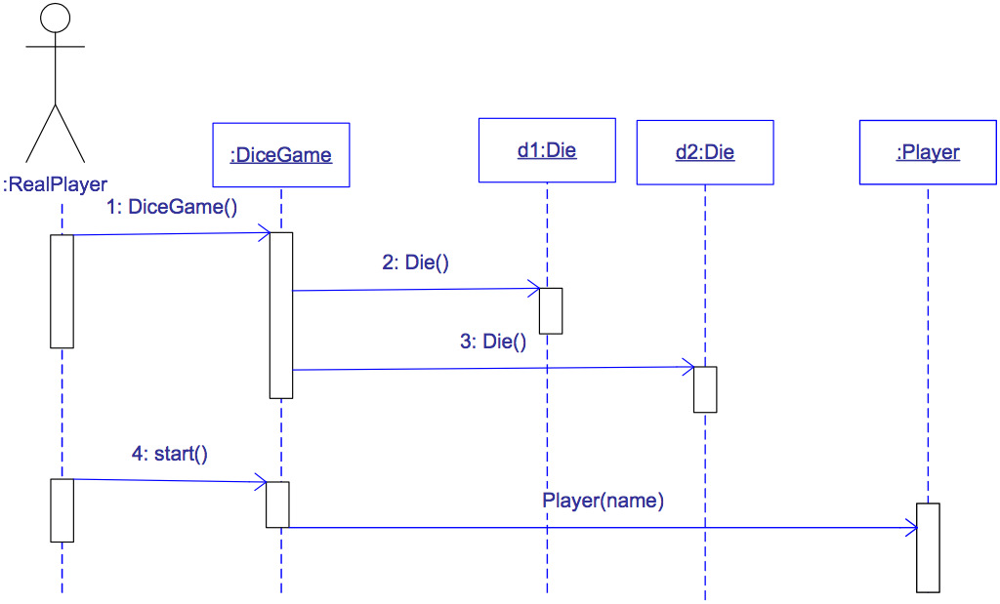 :DiceGame
d1:Die
d2:Die
:Player
:RealPlayer
1: DiceGame()
2: Die()
3: Die()
4: start()
Player(name)